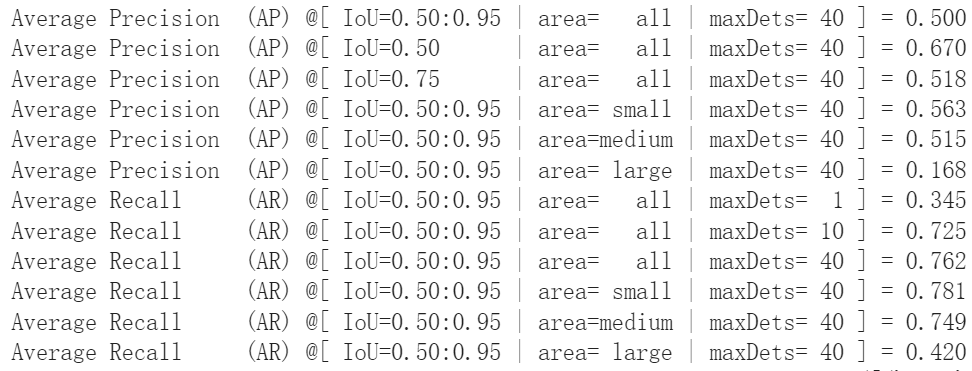 Average Precision  (AP) @[ IoU=0.50:0.95 | area=   all | maxDets= 40 ] = 0.500
Average Precision  (AP) @[ IoU=0.50      | area=   all | maxDets= 40 ] = 0.670
Average Precision  (AP) @[ IoU=0.75      | area=   all | maxDets= 40 ] = 0.518
Average Precision  (AP) @[ IoU=0.50:0.95 | area= small | maxDets= 40 ] = 0.563
Average Precision  (AP) @[ IoU=0.50:0.95 | area=medium | maxDets= 40 ] = 0.515
Average Precision  (AP) @[ IoU=0.50:0.95 | area= large | maxDets= 40 ] = 0.168
Average Recall     (AR) @[ IoU=0.50:0.95 | area=   all | maxDets=  1 ] = 0.345
Average Recall     (AR) @[ IoU=0.50:0.95 | area=   all | maxDets= 10 ] = 0.725
Average Recall     (AR) @[ IoU=0.50:0.95 | area=   all | maxDets= 40 ] = 0.762
Average Recall     (AR) @[ IoU=0.50:0.95 | area= small | maxDets= 40 ] = 0.781
Average Recall     (AR) @[ IoU=0.50:0.95 | area=medium | maxDets= 40 ] = 0.749
Average Recall     (AR) @[ IoU=0.50:0.95 | area= large | maxDets= 40 ] = 0.420